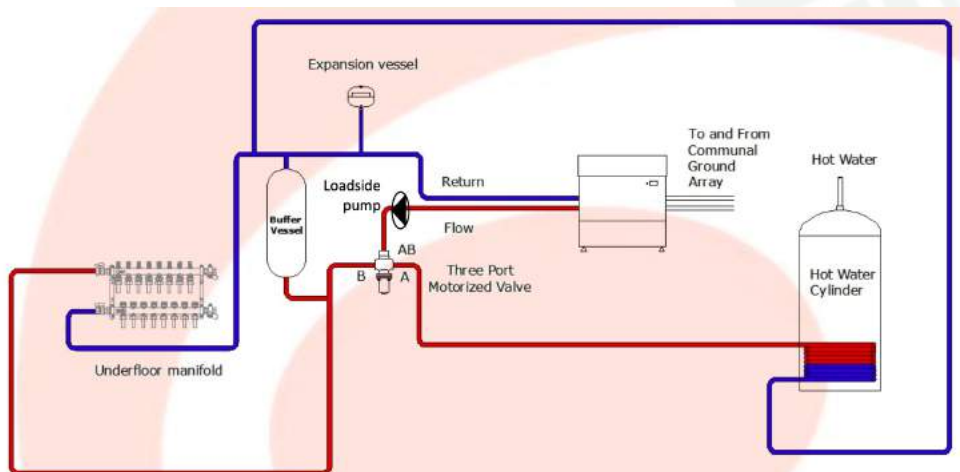 Expansion vessel
To and From
Communal
Ground
Array
Hot Water
Return
Loadside
pump
Flow
Buffer
Vessel
AB
B
A
Three Port
Motorized Valve
Hot Water
Cylinder
Underfloor manifold